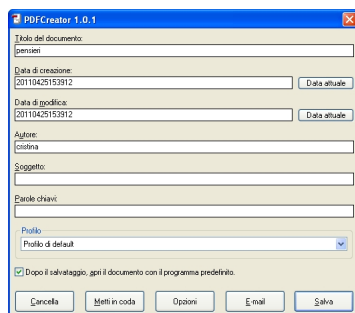 PDFCreator 1.0.1
Titolo del documento:
pensieri
Data di creazione:
20110425153912 Data attuale
Data di modifica:
20110425153912 Data attuale
Autore:
cristina
Soggetto:
Parole chiavi:
Profilo
Profilo di default
Dopo il salvataggio, apri il documento con il programma predefinito.
Cancella Metti in coda Opzioni E-mail Salva